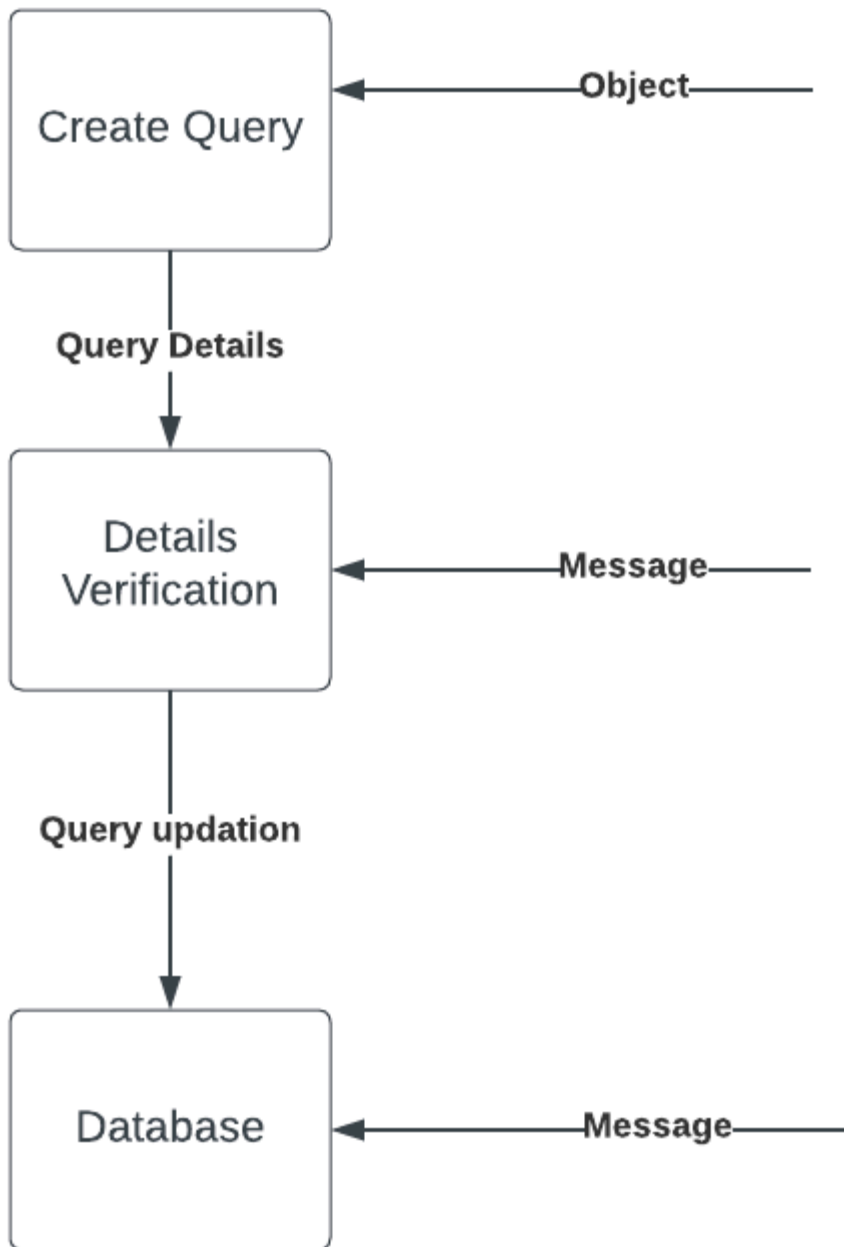 Create Query
Object
Query Details
Details
Verification
Message
Query updation
Database
Message